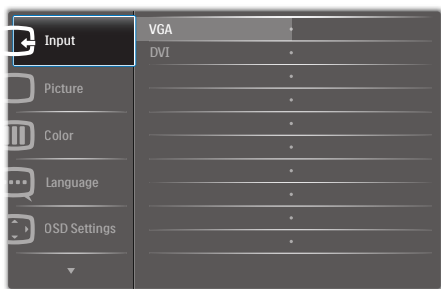 Input
VGA
DVI
Picture
Color
Language
OSD Settings